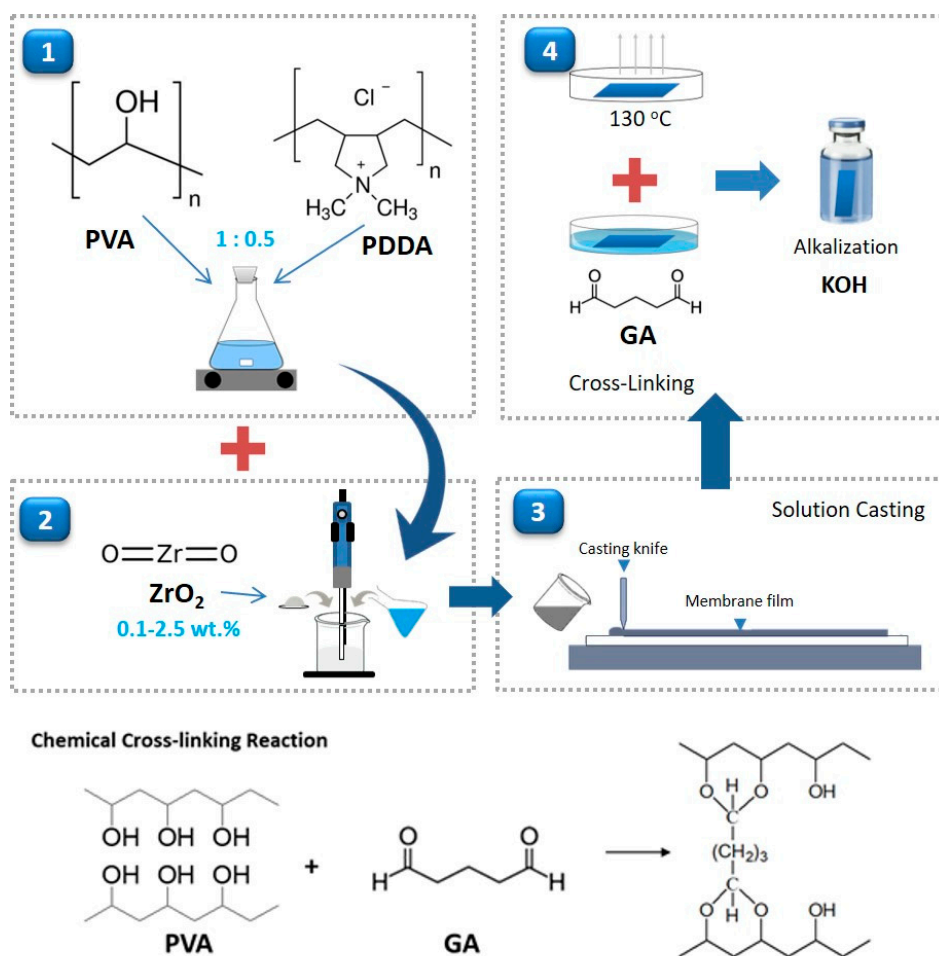 1
OH
n
PVA
1 : 0.5
Cl –
+
N
H3C
CH3
n
PDDA
2
O=Zr=O
ZrO2
0.1-2.5 wt.%
3
Solution Casting
Casting knife
Membrane film
4
130 °C
O
O
H
H
GA
Cross-Linking
Alkalization
KOH
Chemical Cross-linking Reaction
OH OH OH
OH OH OH
PVA
+
O
O
H
H
GA
H
O
O
OH
C
(CH2)3
C
O
H
O
OH